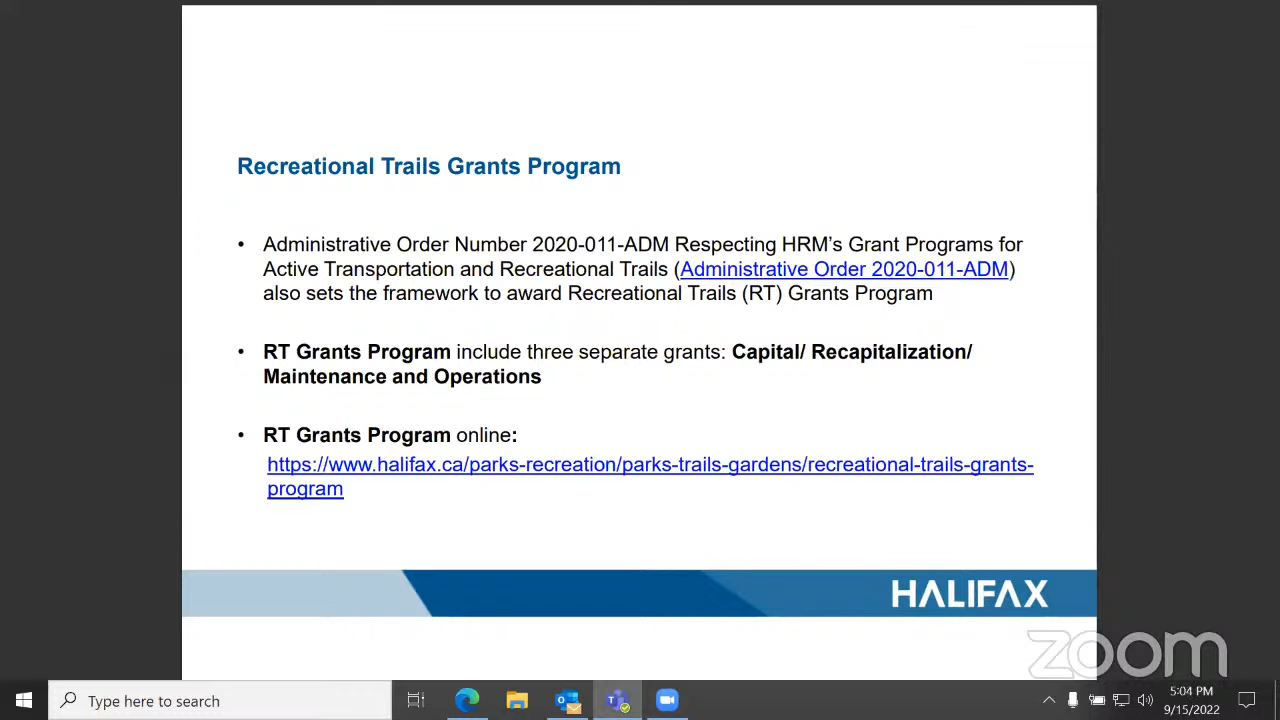 Recreational Trails Grants Program
• Administrative Order Number 2020-011-ADM Respecting HRM’s Grant Programs for
Active Transportation and Recreational Trails (Administrative Order 2020-011-ADM)
also sets the framework to award Recreational Trails (RT) Grants Program
• RT Grants Program include three separate grants: Capital/ Recapitalization/
Maintenance and Operations
• RT Grants Program online:
https://www.halifax.ca/parks-recreation/parks-trails-gardens/recreational-trails-grants-
program
HALIFAX
zoom
Type here to search
5:04 PM
9/15/2022